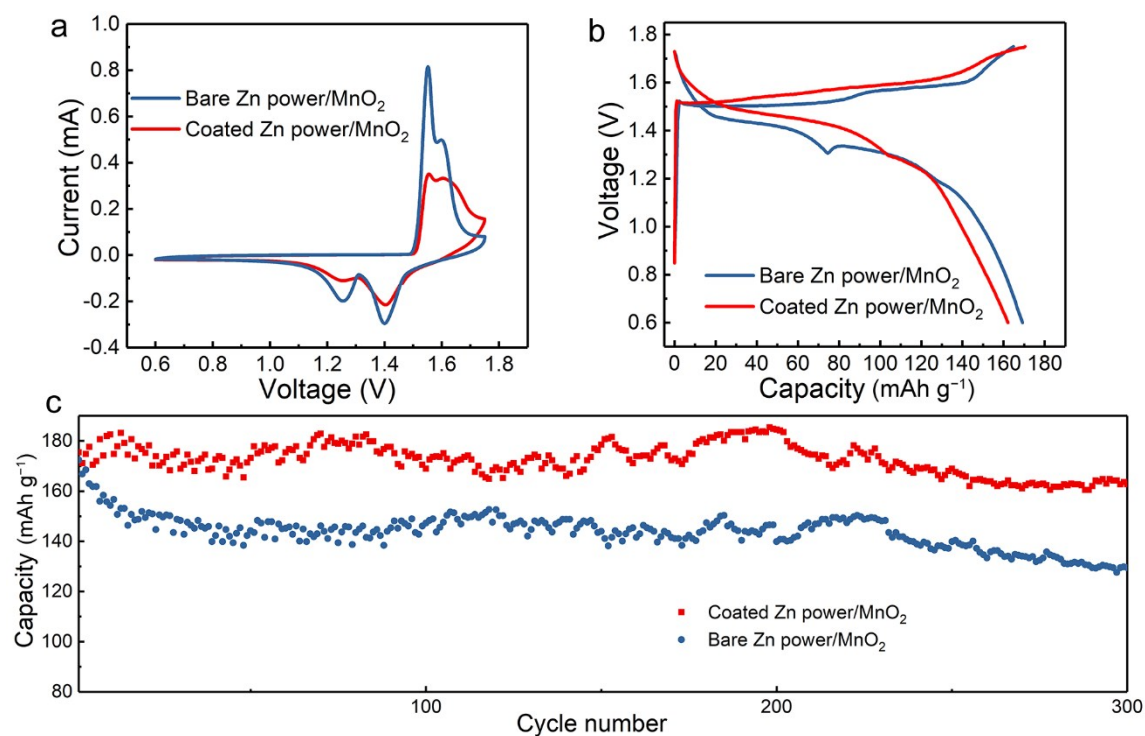 a
1.0
0.8
0.6
0.4
0.2
0.0
-0.2
-0.4
Current (mA)
Bare Zn power/MnO₂
Coated Zn power/MnO₂
0.6 0.8 1.0 1.2 1.4 1.6 1.8
Voltage (V)
b
1.8
1.6
1.4
1.2
1.0
0.8
0.6
Voltage (V)
Bare Zn power/MnO₂
Coated Zn power/MnO₂
0 20 40 60 80 100 120 140 160 180
Capacity (mAh g⁻¹)
c
180
160
140
120
100
80
Capacity (mAh g⁻¹)
Coated Zn power/MnO₂
Bare Zn power/MnO₂
100 200 300
Cycle number